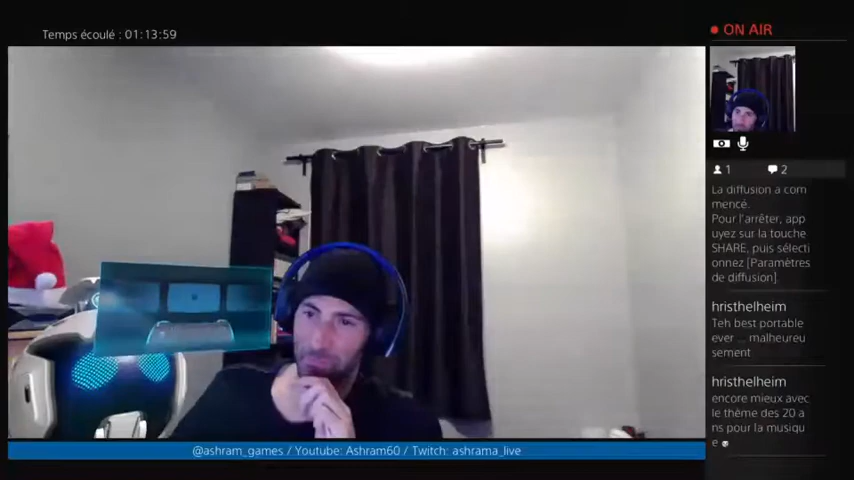 Temps écoulé : 01:13:59
ON AIR
1
2
La diffusion a com
mencé.
Pour l'arrêter, app
uyez sur la touche
SHARE, puis sélecti
onnez [Paramètres
de diffusion].
hristhelheim
Teh best portable
ever ... malheureu
sement
hristhelheim
encore mieux avec
le thème des 20 a
ns pour la musiqu
e
@ashram_games / Youtube: Ashram60 / Twitch: ashrama_live